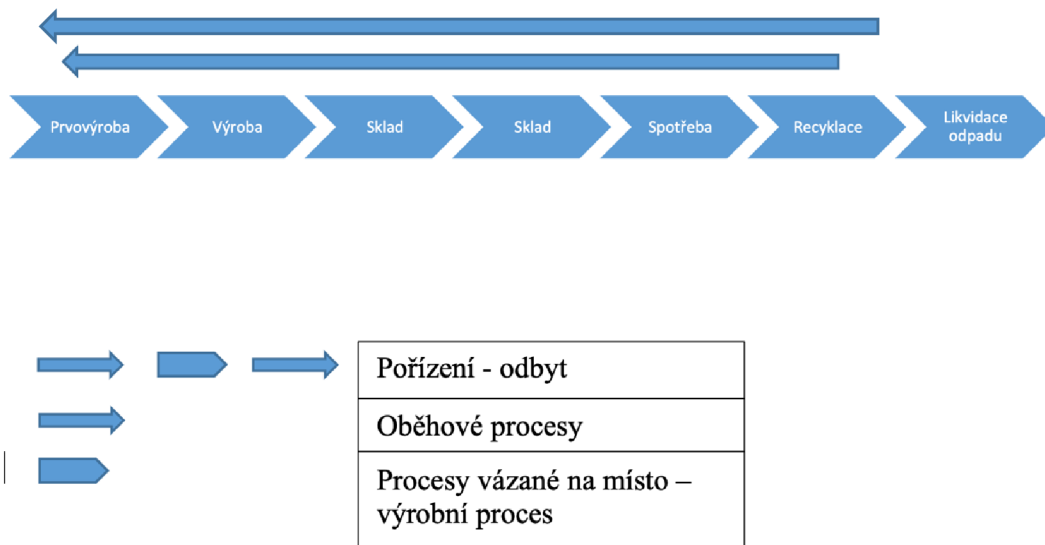 Prvovýroba
Výroba
Sklad
Sklad
Spotřeba
Recyklace
Likvidace
odpadu
Pořízení - odbyt
Oběhové procesy
Procesy vázané na místo –
výrobní proces